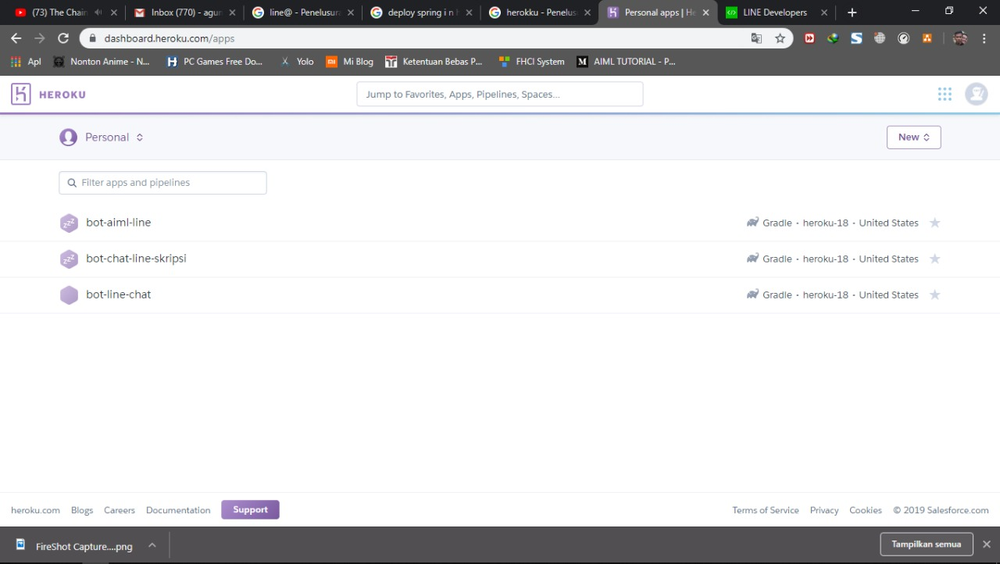 (73) The Chain
Inbox (770) - agun
line@ - Penelusura
deploy spring i n h
herokku - Penelus
Personal apps | He
LINE Developers
dashboard.heroku.com/apps
Apl
Nonton Anime - N...
PC Games Free Do...
Yolo
Mi Blog
Ketentuan Bebas P...
FHCI System
AIML TUTORIAL - P...
HEROKU
Jump to Favorites, Apps, Pipelines, Spaces...
Personal
New
Filter apps and pipelines
bot-aiml-line
Gradle · heroku-18 · United States
bot-chat-line-skripsi
Gradle · heroku-18 · United States
bot-line-chat
Gradle · heroku-18 · United States
heroku.com Blogs Careers Documentation Support
Terms of Service Privacy Cookies © 2019 Salesforce.com
FireShot Capture....png
Tampilkan semua